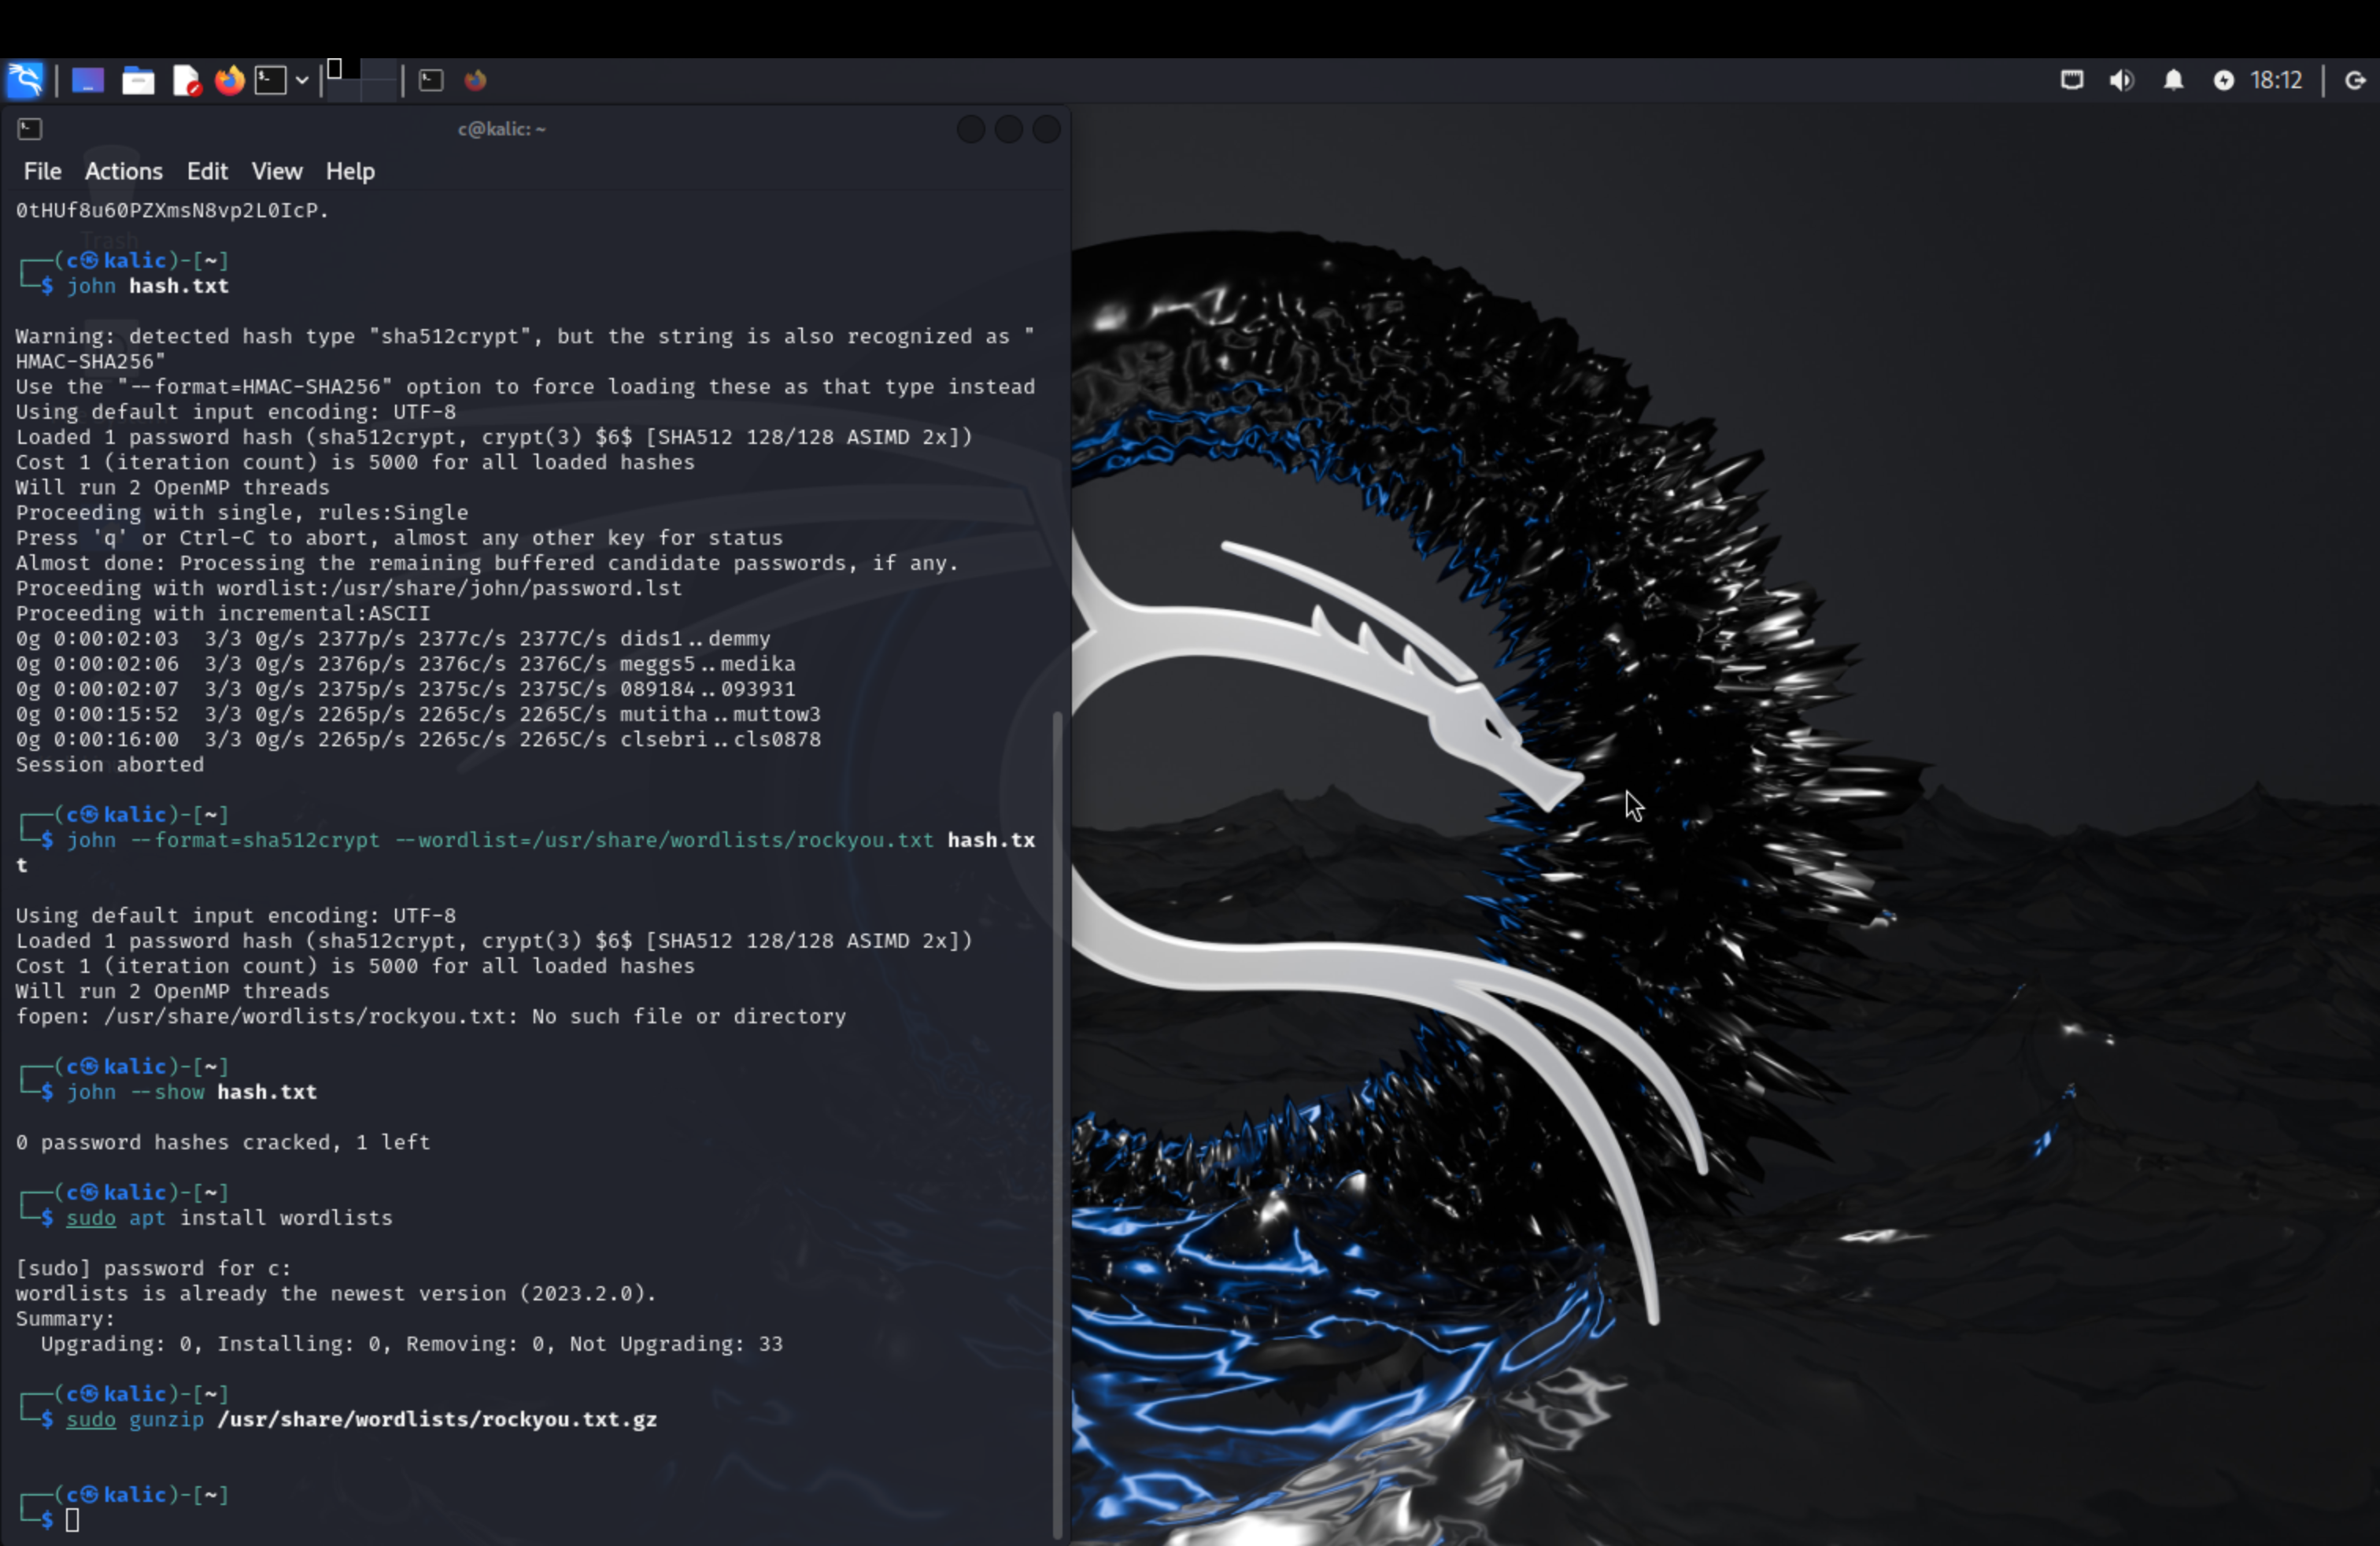 18:12
c@kalic: ~
File Actions Edit View Help
0tHUf8u60PZXmsN8vp2L0IcP.
Trash
┌──(c㉿kalic)-[~]
└─$ john hash.txt
Warning: detected hash type "sha512crypt", but the string is also recognized as "
HMAC-SHA256"
Use the "--format=HMAC-SHA256" option to force loading these as that type instead
Using default input encoding: UTF-8
Loaded 1 password hash (sha512crypt, crypt(3) $6$ [SHA512 128/128 ASIMD 2x])
Cost 1 (iteration count) is 5000 for all loaded hashes
Will run 2 OpenMP threads
Proceeding with single, rules:Single
Press 'q' or Ctrl-C to abort, almost any other key for status
Almost done: Processing the remaining buffered candidate passwords, if any.
Proceeding with wordlist:/usr/share/john/password.lst
Proceeding with incremental:ASCII
0g 0:00:02:03  3/3 0g/s 2377p/s 2377c/s 2377C/s dids1..demmy
0g 0:00:02:06  3/3 0g/s 2376p/s 2376c/s 2376C/s meggs5..medika
0g 0:00:02:07  3/3 0g/s 2375p/s 2375c/s 2375C/s 089184..093931
0g 0:00:15:52  3/3 0g/s 2265p/s 2265c/s 2265C/s mutitha..muttow3
0g 0:00:16:00  3/3 0g/s 2265p/s 2265c/s 2265C/s clsebri..cls0878
Session aborted
┌──(c㉿kalic)-[~]
└─$ john --format=sha512crypt --wordlist=/usr/share/wordlists/rockyou.txt hash.tx
t
Using default input encoding: UTF-8
Loaded 1 password hash (sha512crypt, crypt(3) $6$ [SHA512 128/128 ASIMD 2x])
Cost 1 (iteration count) is 5000 for all loaded hashes
Will run 2 OpenMP threads
fopen: /usr/share/wordlists/rockyou.txt: No such file or directory
┌──(c㉿kalic)-[~]
└─$ john --show hash.txt
0 password hashes cracked, 1 left
┌──(c㉿kalic)-[~]
└─$ sudo apt install wordlists
[sudo] password for c:
wordlists is already the newest version (2023.2.0).
Summary:
  Upgrading: 0, Installing: 0, Removing: 0, Not Upgrading: 33
┌──(c㉿kalic)-[~]
└─$ sudo gunzip /usr/share/wordlists/rockyou.txt.gz
┌──(c㉿kalic)-[~]
└─$